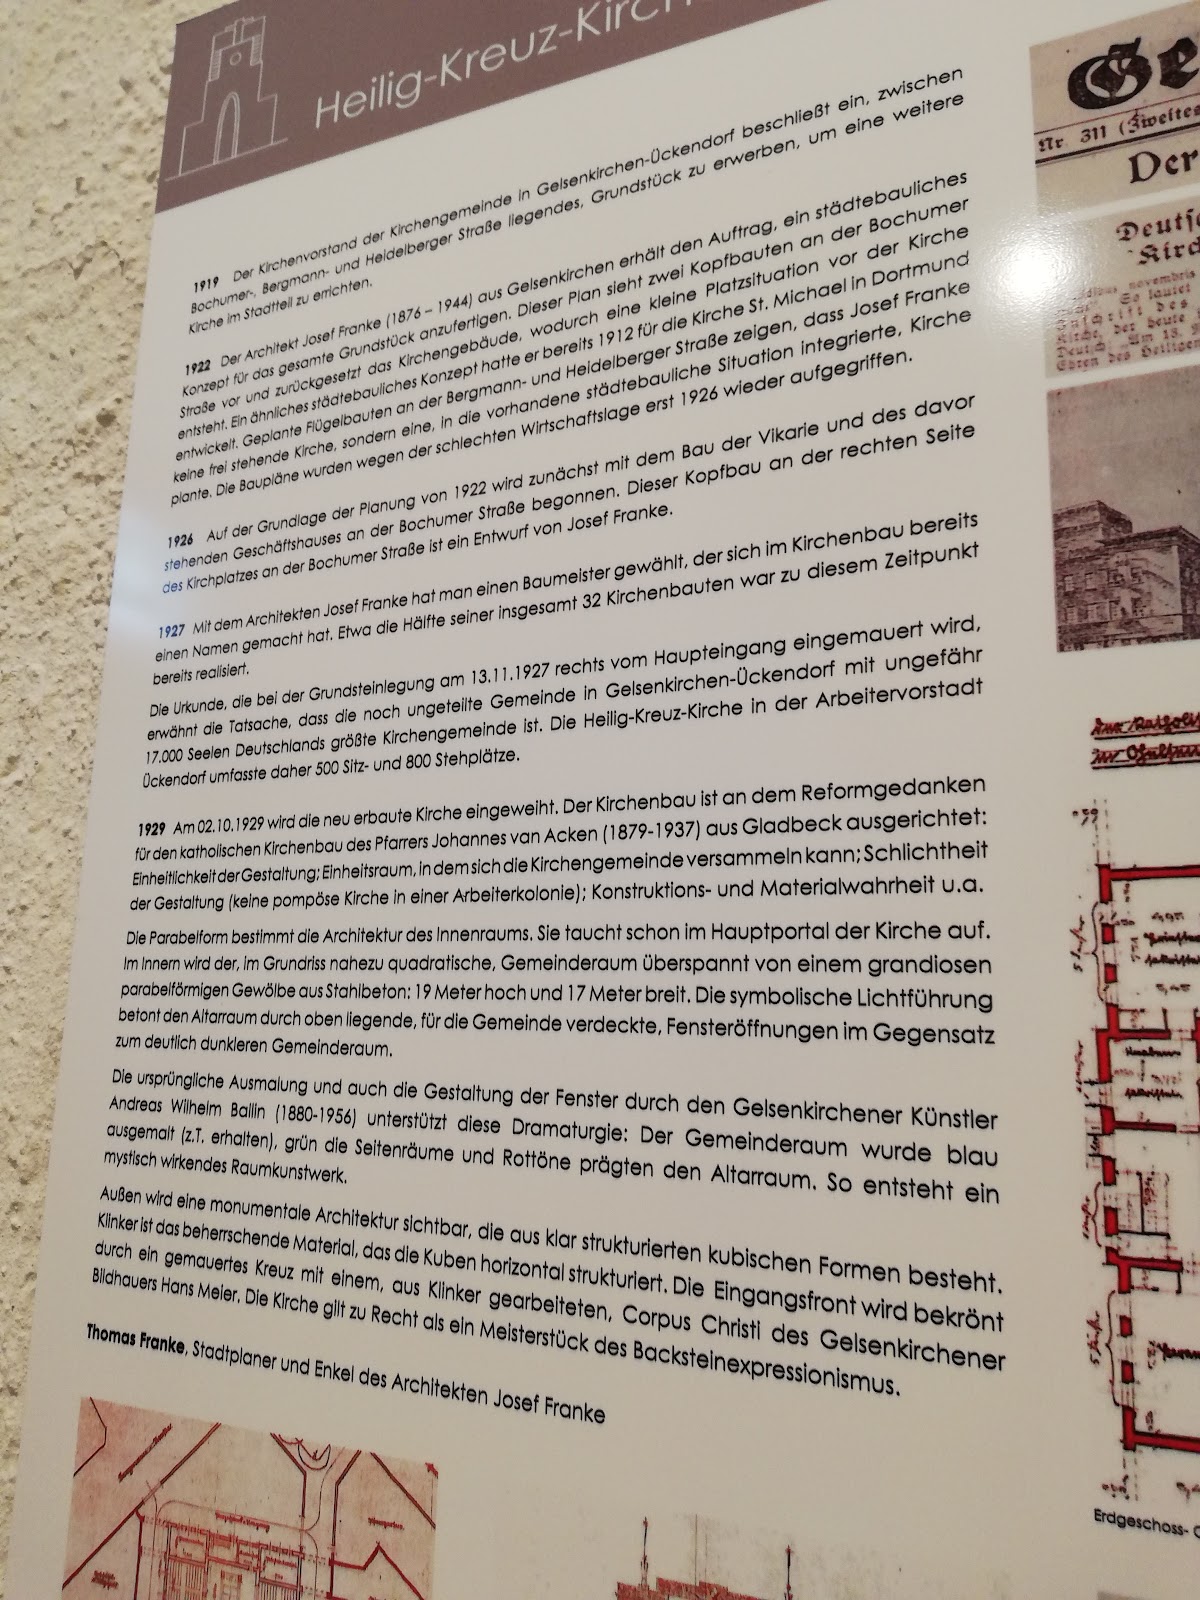 Heilig-Kreuz-Kirch
1919 Der Kirchenvorstand der Kirchengemeinde in Gelsenkirchen-Ückendorf beschließt ein, zwischen
Bochumer-, Bergmann- und Heidelberger Straße liegendes, Grundstück zu erwerben, um eine weitere
Kirche im Stadtteil zu errichten.
1922 Der Architekt Josef Franke (1876 – 1944) aus Gelsenkirchen erhält den Auftrag, ein städtebauliches
Konzept für das gesamte Grundstück anzufertigen. Dieser Plan sieht zwei Kopfbauten an der Bochumer
Straße vor und zurückgesetzt das Kirchengebäude, wodurch eine kleine Platzsituation vor der Kirche
entsteht. Ein ähnliches städtebauliches Konzept hatte er bereits 1912 für die Kirche St. Michael in Dortmund
entwickelt. Geplante Flügelbauten an der Bergmann- und Heidelberger Straße zeigen, dass Josef Franke
keine frei stehende Kirche, sondern eine, in die vorhandene städtebauliche Situation integrierte, Kirche
plante. Die Baupläne wurden wegen der schlechten Wirtschaftslage erst 1926 wieder aufgegriffen.
1926 Auf der Grundlage der Planung von 1922 wird zunächst mit dem Bau der Vikarie und des davor
stehenden Geschäftshauses an der Bochumer Straße begonnen. Dieser Kopfbau an der rechten Seite
des Kirchplatzes an der Bochumer Straße ist ein Entwurf von Josef Franke.
1927 Mit dem Architekten Josef Franke hat man einen Baumeister gewählt, der sich im Kirchenbau bereits
einen Namen gemacht hat. Etwa die Hälfte seiner insgesamt 32 Kirchenbauten war zu diesem Zeitpunkt
bereits realisiert.
Die Urkunde, die bei der Grundsteinlegung am 13.11.1927 rechts vom Haupteingang eingemauert wird,
erwähnt die Tatsache, dass die noch ungeteilte Gemeinde in Gelsenkirchen-Ückendorf mit ungefähr
17.000 Seelen Deutschlands größte Kirchengemeinde ist. Die Heilig-Kreuz-Kirche in der Arbeitervorstadt
Ückendorf umfasste daher 500 Sitz- und 800 Stehplätze.
1929 Am 02.10.1929 wird die neu erbaute Kirche eingeweiht. Der Kirchenbau ist an dem Reformgedanken
für den katholischen Kirchenbau des Pfarrers Johannes van Acken (1879-1937) aus Gladbeck ausgerichtet:
Einheitlichkeit der Gestaltung; Einheitsraum, in dem sich die Kirchengemeinde versammeln kann; Schlichtheit
der Gestaltung (keine pompöse Kirche in einer Arbeiterkolonie); Konstruktions- und Materialwahrheit u.a.
Die Parabelform bestimmt die Architektur des Innenraums. Sie taucht schon im Hauptportal der Kirche auf.
Im Innern wird der, im Grundriss nahezu quadratische, Gemeinderaum überspannt von einem grandiosen
parabelförmigen Gewölbe aus Stahlbeton: 19 Meter hoch und 17 Meter breit. Die symbolische Lichtführung
betont den Altarraum durch oben liegende, für die Gemeinde verdeckte, Fensteröffnungen im Gegensatz
zum deutlich dunkleren Gemeinderaum.
Die ursprüngliche Ausmalung und auch die Gestaltung der Fenster durch den Gelsenkirchener Künstler
Andreas Wilhelm Ballin (1880-1956) unterstützt diese Dramaturgie: Der Gemeinderaum wurde blau
ausgemalt (z.T. erhalten), grün die Seitenräume und Rottöne prägten den Altarraum. So entsteht ein
mystisch wirkendes Raumkunstwerk.
Außen wird eine monumentale Architektur sichtbar, die aus klar strukturierten kubischen Formen besteht.
Klinker ist das beherrschende Material, das die Kuben horizontal strukturiert. Die Eingangsfront wird bekrönt
durch ein gemauertes Kreuz mit einem, aus Klinker gearbeiteten, Corpus Christi des Gelsenkirchener
Bildhauers Hans Meier. Die Kirche gilt zu Recht als ein Meisterstück des Backsteinexpressionismus.
Thomas Franke, Stadtplaner und Enkel des Architekten Josef Franke
Ge
Nr. 311 (Zweites
Der
Deutsc
Kirch
So lautet
Erdgeschoss-